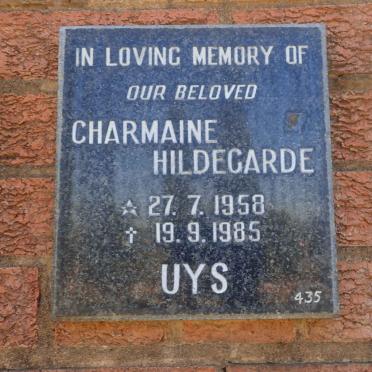 IN LOVING MEMORY OF
OUR BELOVED
CHARMAINE
HILDEGARDE
☆ 27. 7. 1958
✝ 19. 9. 1985
UYS
435